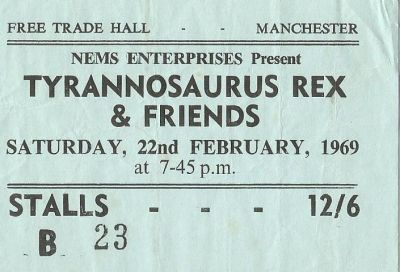 FREE TRADE HALL - - MANCHESTER
NEMS ENTERPRISES Present
TYRANNOSAURUS REX
& FRIENDS
SATURDAY, 22nd FEBRUARY, 1969
at 7-45 p.m.
STALLS - - - 12/6
B 23